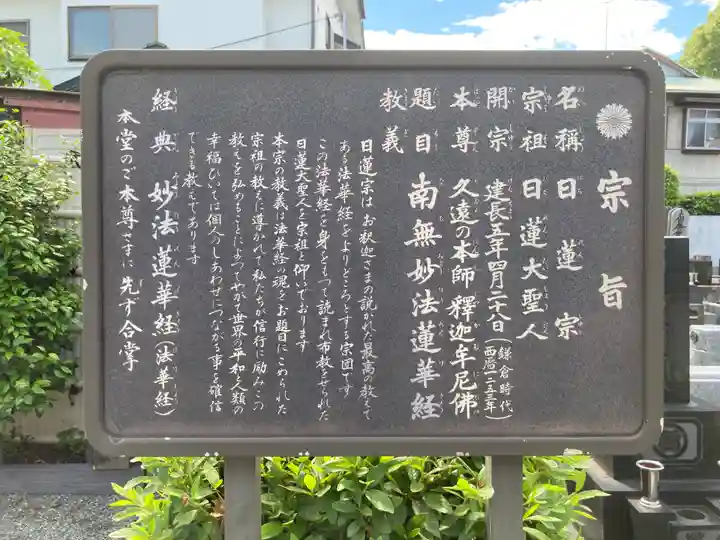 宗旨
名称 日蓮宗
宗祖 日蓮大聖人
開宗 建長五年四月二十八日（鎌倉時代 西暦一二五三年）
本尊 久遠の本師 釋迦牟尼佛
題目 南無妙法蓮華経
教義
日蓮宗は、お釈迦さまの説かれた最高の教えで
ある法華経をよりどころとする宗団です
この法華経を身をもって読まれ布教させられた
日蓮大聖人を宗祖と仰いでおります
本宗の教義は法華経の魂をお題目にこめられた
宗祖の教えに導かれて私たちが信行に励みこの
教えを弘めることによってやがて世界の平和と人類の
幸福ひいては個人のしあわせにつながる事を確信
できる教えであります
経典 妙法蓮華経（法華経）
本堂のご本尊さまに先ず合掌